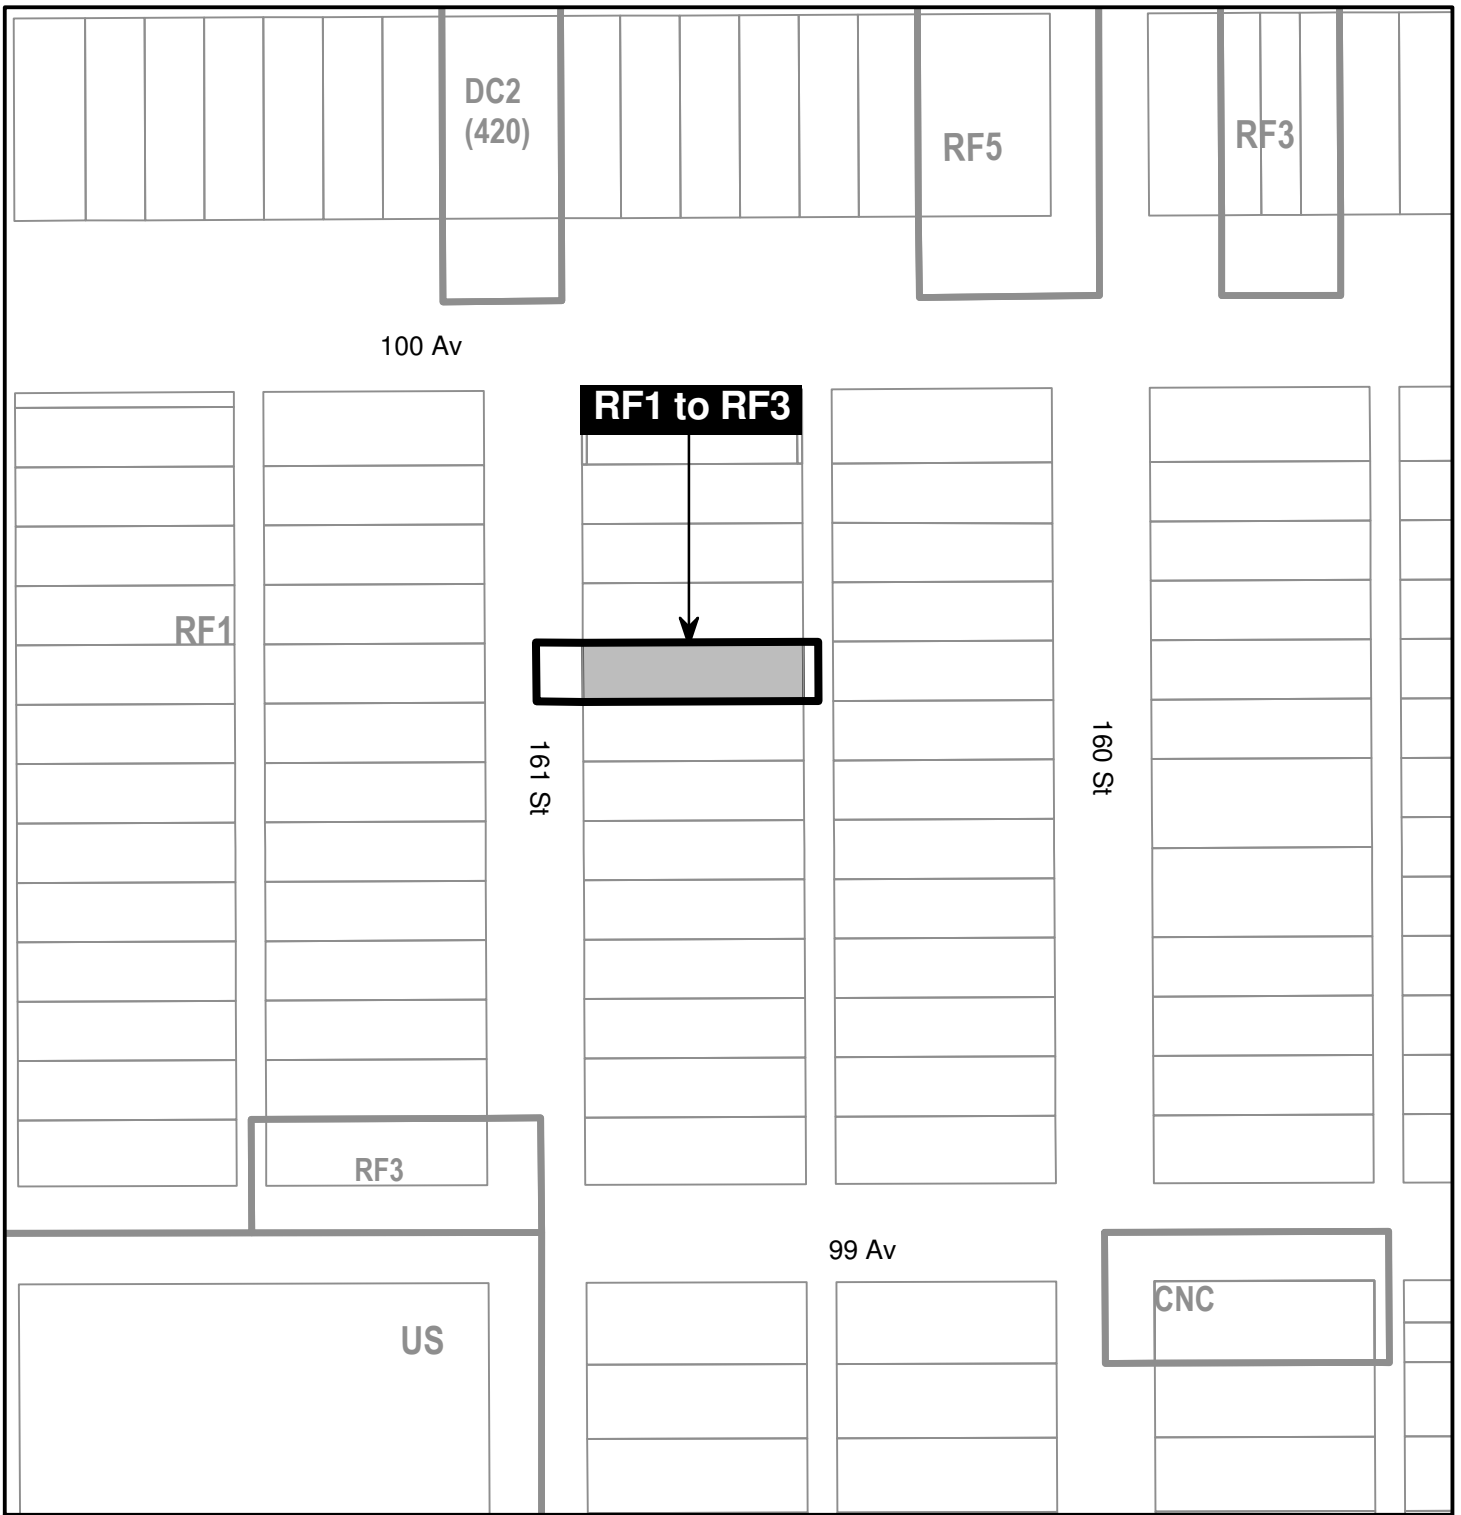 DC2
(420)
RF5
RF3
100 Av
RF1 to RF3
RF1
161 St
160 St
RF3
99 Av
CNC
US